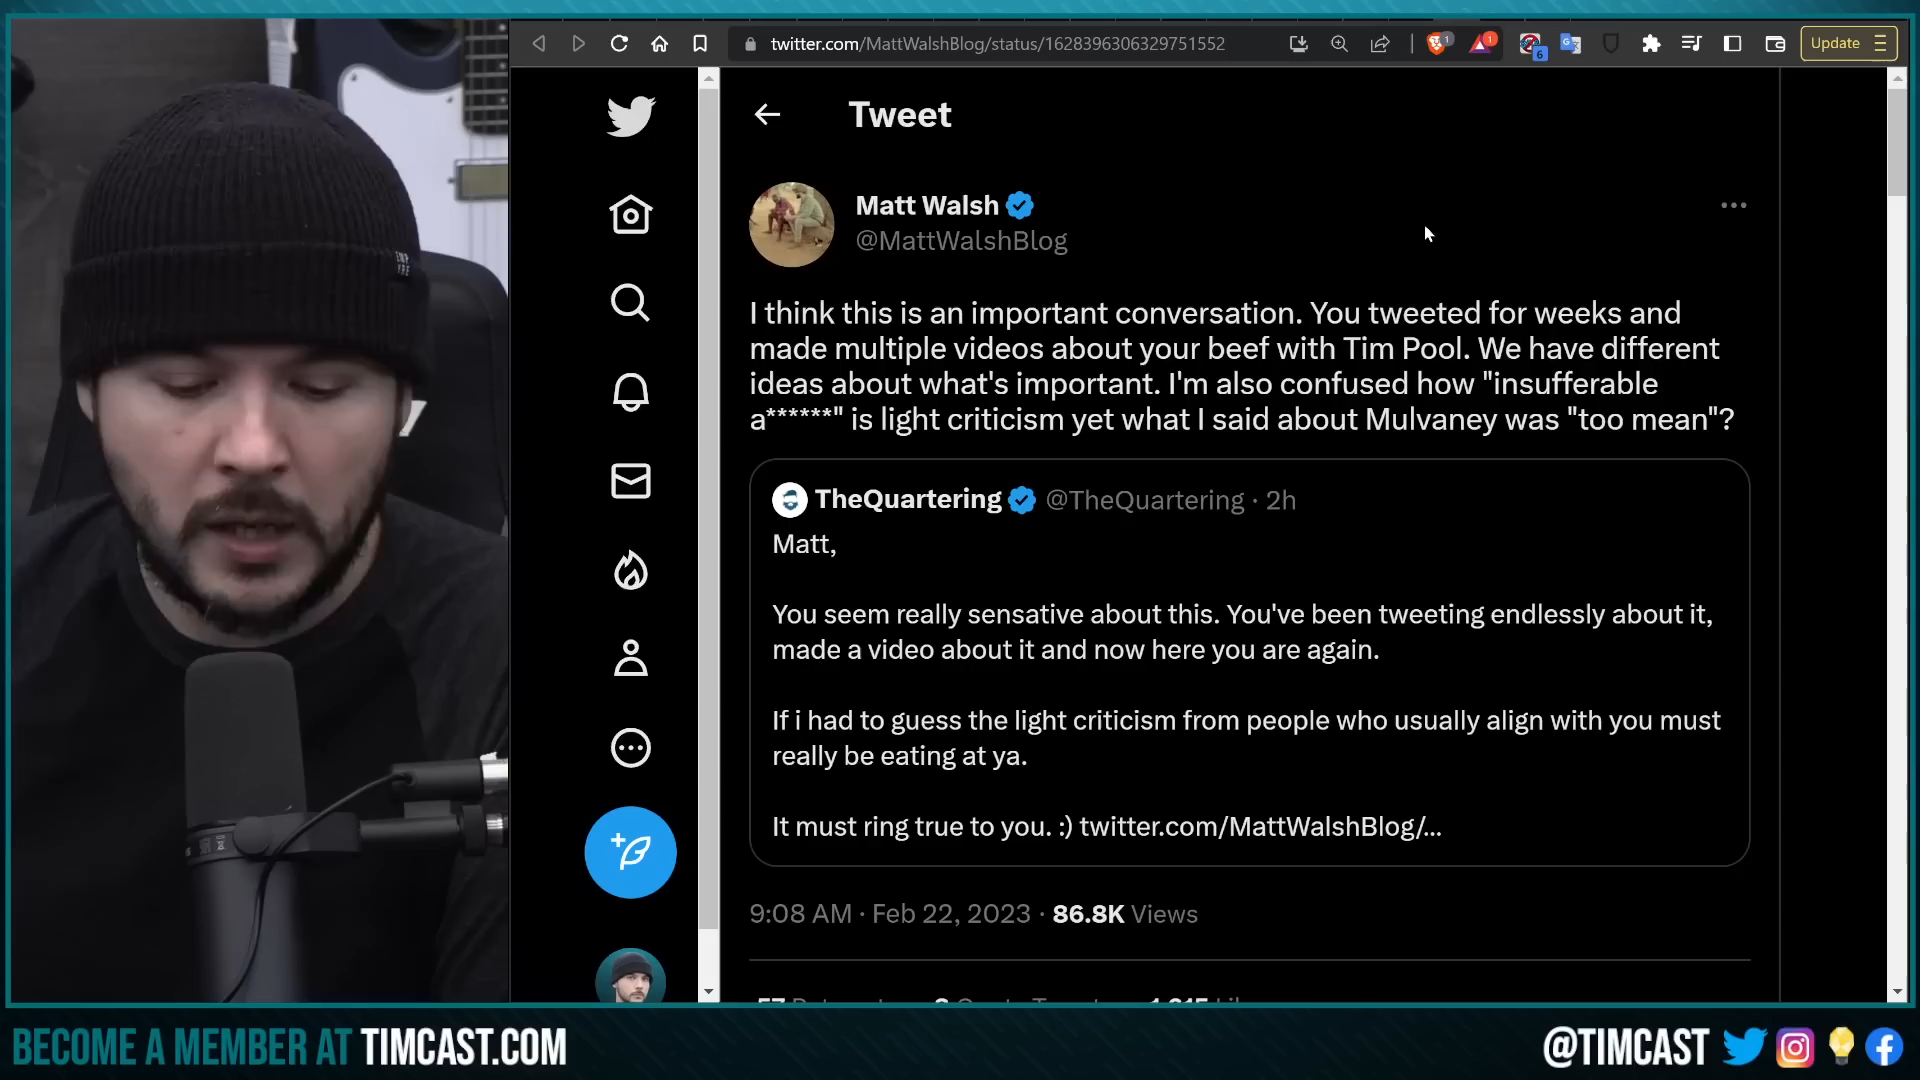 twitter.com/MattWalshBlog/status/1628396306329751552
1
1
6
Update
Tweet
Matt Walsh
@MattWalshBlog
I think this is an important conversation. You tweeted for weeks and
made multiple videos about your beef with Tim Pool. We have different
ideas about what's important. I'm also confused how "insufferable
a******" is light criticism yet what I said about Mulvaney was "too mean"?
TheQuartering @TheQuartering · 2h
Matt,
You seem really sensative about this. You've been tweeting endlessly about it,
made a video about it and now here you are again.
If i had to guess the light criticism from people who usually align with you must
really be eating at ya.
It must ring true to you. :) twitter.com/MattWalshBlog/...
9:08 AM · Feb 22, 2023 · 86.8K Views
BECOME A MEMBER AT TIMCAST.COM
@TIMCAST